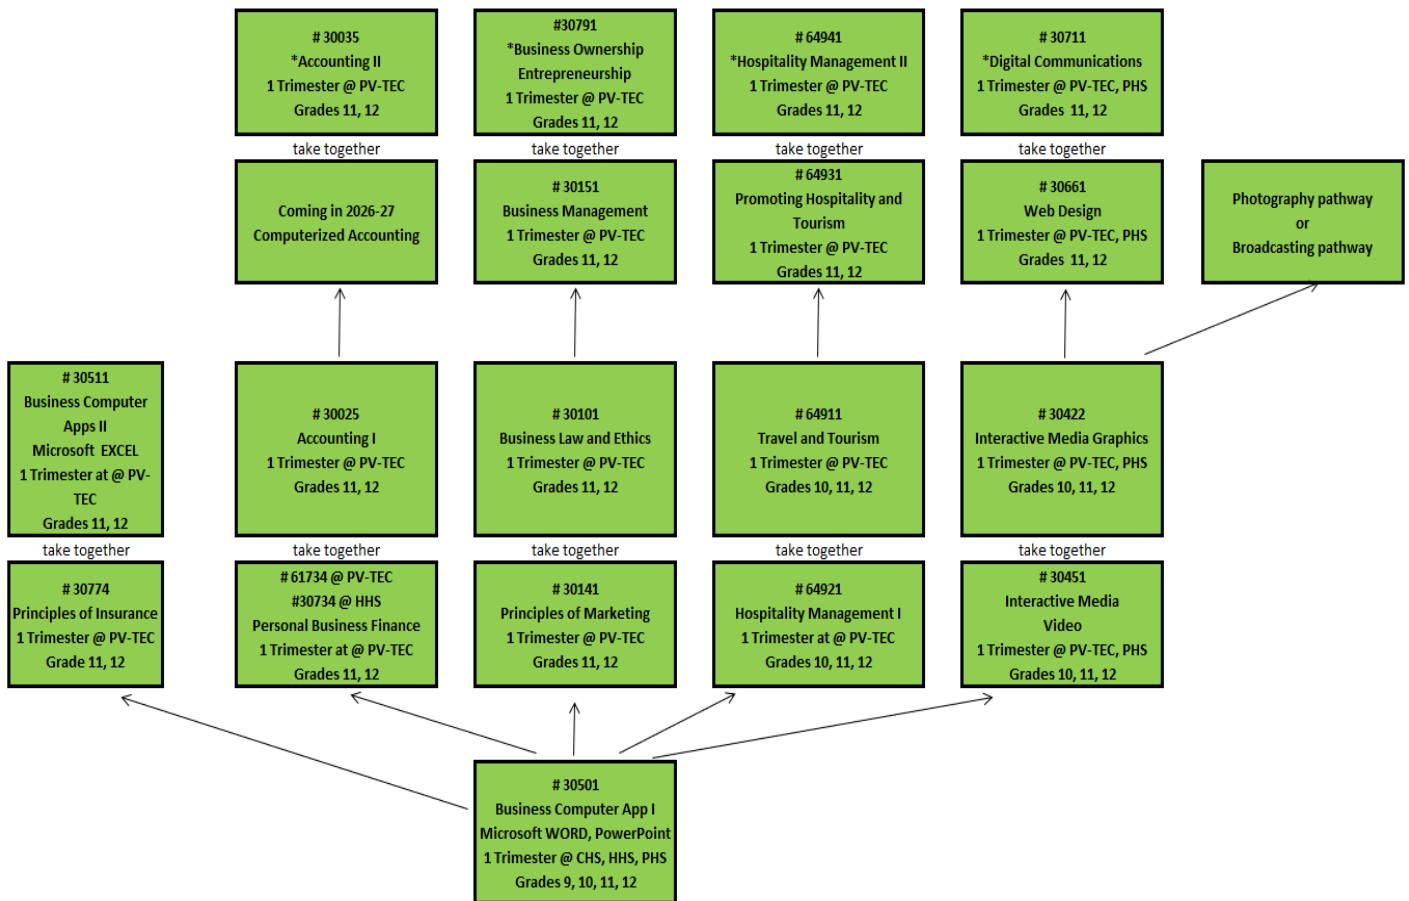 # 30035
*Accounting II
1 Trimester @ PV-TEC
Grades 11, 12
#30791
*Business Ownership
Entrepreneurship
1 Trimester @ PV-TEC
Grades 11, 12
# 64941
*Hospitality Management II
1 Trimester @ PV-TEC
Grades 11, 12
# 30711
*Digital Communications
1 Trimester @ PV-TEC, PHS
Grades 11, 12
take together
take together
take together
take together
Coming in 2026-27
Computerized Accounting
# 30151
Business Management
1 Trimester @ PV-TEC
Grades 11, 12
# 64931
Promoting Hospitality and
Tourism
1 Trimester @ PV-TEC
Grades 11, 12
# 30661
Web Design
1 Trimester @ PV-TEC, PHS
Grades 11, 12
Photography pathway
or
Broadcasting pathway
# 30511
Business Computer
Apps II
Microsoft EXCEL
1 Trimester at @ PV-
TEC
Grades 11, 12
# 30025
Accounting I
1 Trimester @ PV-TEC
Grades 11, 12
# 30101
Business Law and Ethics
1 Trimester @ PV-TEC
Grades 11, 12
# 64911
Travel and Tourism
1 Trimester @ PV-TEC
Grades 10, 11, 12
# 30422
Interactive Media Graphics
1 Trimester @ PV-TEC, PHS
Grades 10, 11, 12
take together
take together
take together
take together
take together
# 30774
Principles of Insurance
1 Trimester @ PV-TEC
Grade 11, 12
# 61734 @ PV-TEC
#30734 @ HHS
Personal Business Finance
1 Trimester at @ PV-TEC
Grades 11, 12
# 30141
Principles of Marketing
1 Trimester @ PV-TEC
Grades 11, 12
# 64921
Hospitality Management I
1 Trimester at @ PV-TEC
Grades 10, 11, 12
# 30451
Interactive Media
Video
1 Trimester @ PV-TEC, PHS
Grades 10, 11, 12
# 30501
Business Computer App I
Microsoft WORD, PowerPoint
1 Trimester @ CHS, HHS, PHS
Grades 9, 10, 11, 12